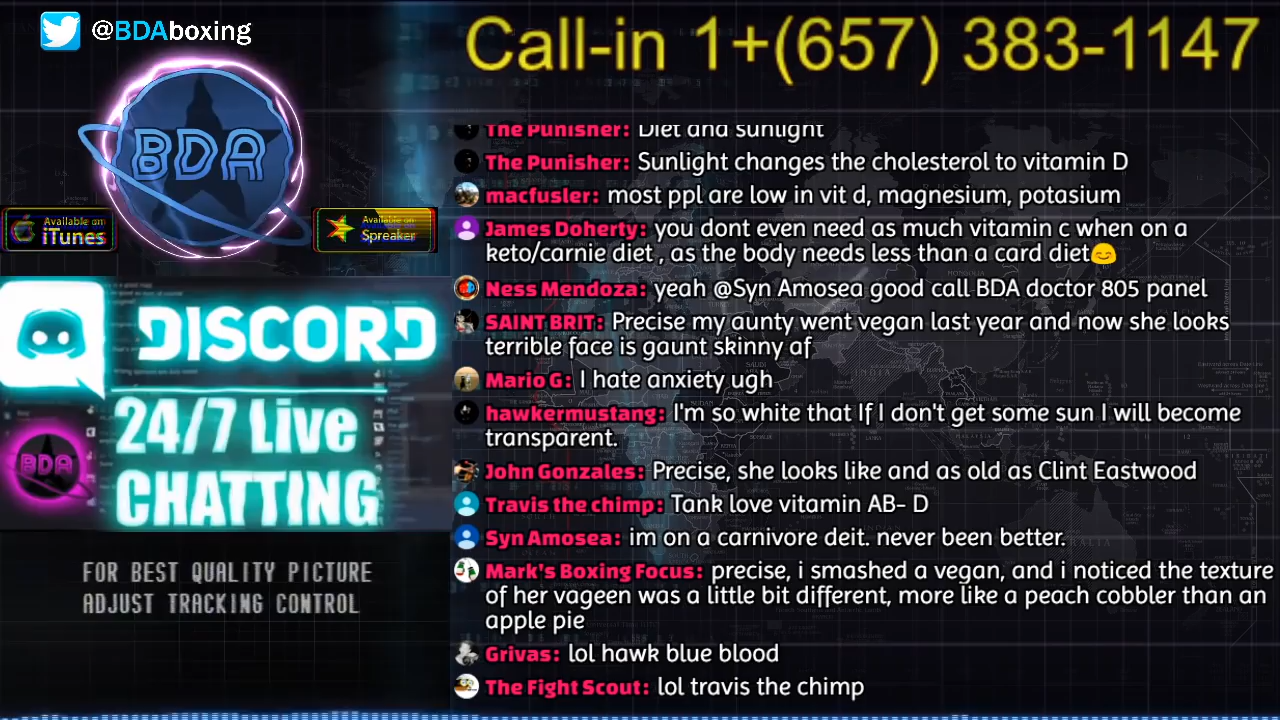 @BDAboxing
Call-in 1+(657) 383-1147
BDA
Available on
iTunes
Available on
Spreaker
DISCORD
24/7 Live
CHATTING
BDA
FOR BEST QUALITY PICTURE
ADJUST TRACKING CONTROL
The Punisher: Diet and sunlight
The Punisher: Sunlight changes the cholesterol to vitamin D
macfusler: most ppl are low in vit d, magnesium, potasium
James Doherty: you dont even need as much vitamin c when on a
keto/carnie diet , as the body needs less than a card diet😊
Ness Mendoza: yeah @Syn Amosea good call BDA doctor 805 panel
SAINT BRIT: Precise my aunty went vegan last year and now she looks
terrible face is gaunt skinny af
Mario G: I hate anxiety ugh
hawkermustang: I'm so white that If I don't get some sun I will become
transparent.
John Gonzales: Precise, she looks like and as old as Clint Eastwood
Travis the chimp: Tank love vitamin AB- D
Syn Amosea: im on a carnivore deit. never been better.
Mark's Boxing Focus: precise, i smashed a vegan, and i noticed the texture
of her vageen was a little bit different, more like a peach cobbler than an
apple pie
Grivas: lol hawk blue blood
The Fight Scout: lol travis the chimp